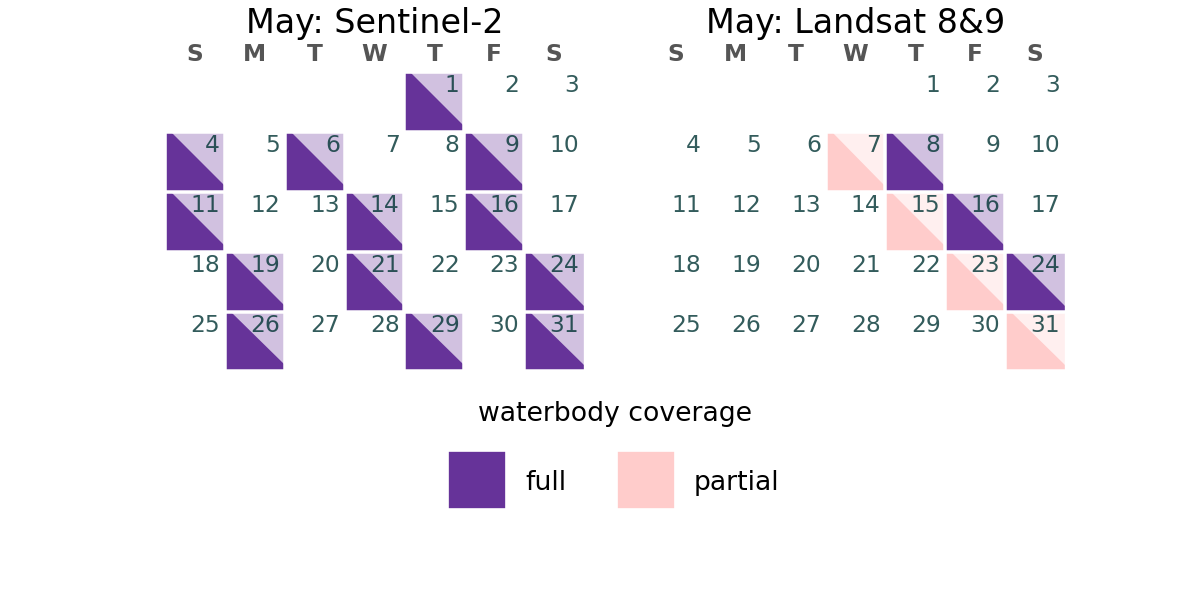 May: Sentinel-2
S M T W T F S
1 2 3
4 5 6 7 8 9 10
11 12 13 14 15 16 17
18 19 20 21 22 23 24
25 26 27 28 29 30 31
May: Landsat 8&9
S M T W T F S
1 2 3
4 5 6 7 8 9 10
11 12 13 14 15 16 17
18 19 20 21 22 23 24
25 26 27 28 29 30 31
waterbody coverage
full
partial